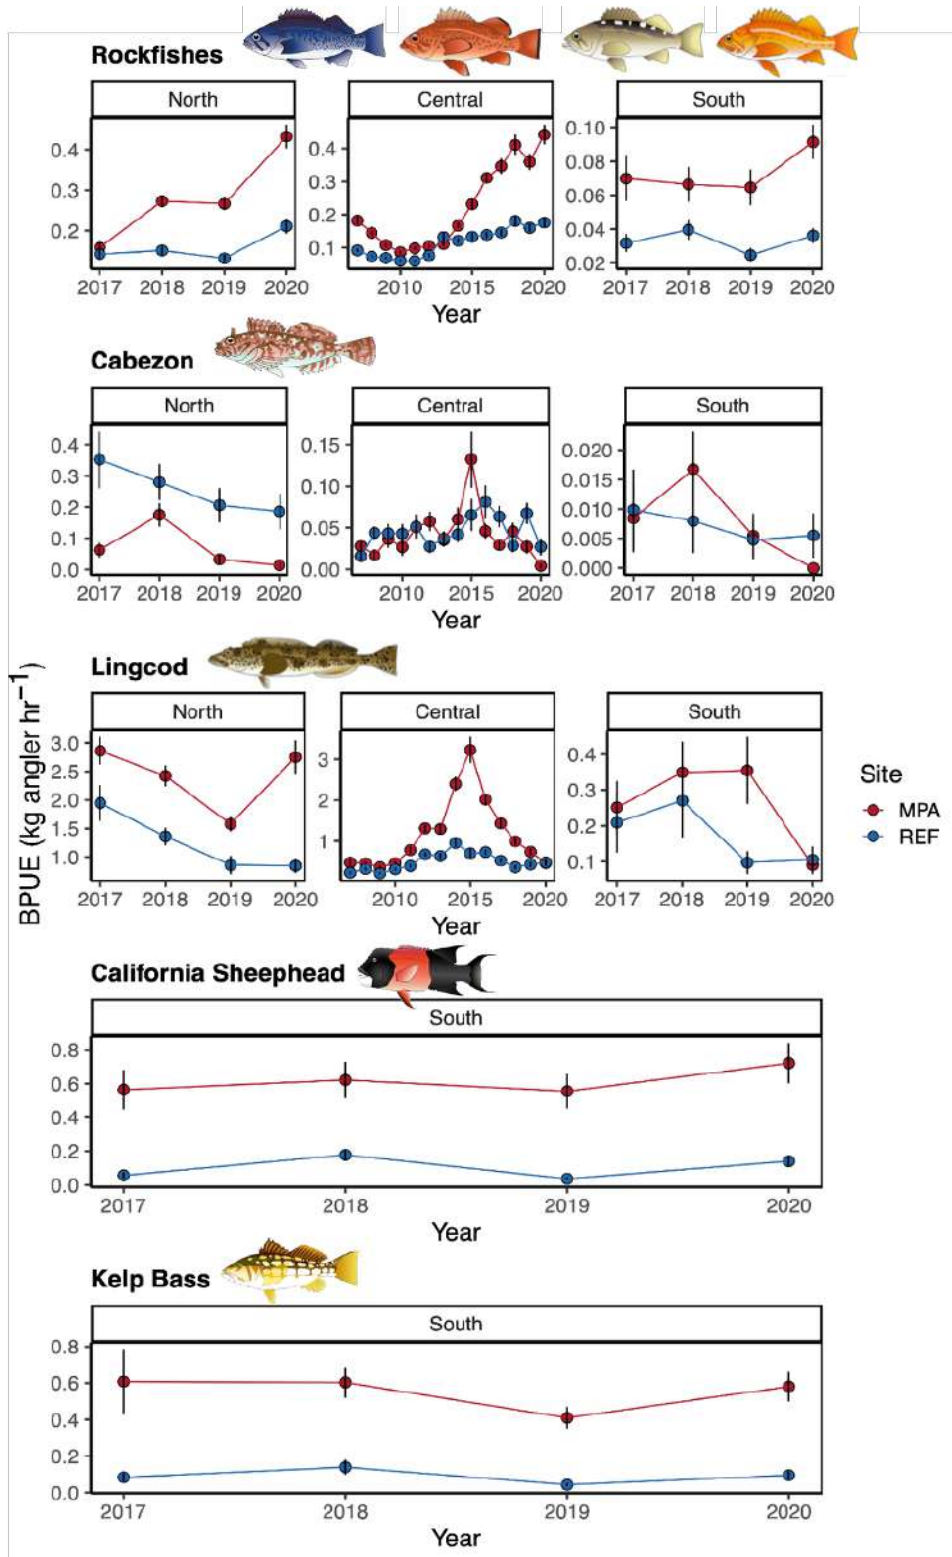 Rockfishes
North
Central
South
0.4
0.3
0.2
0.4
0.3
0.2
0.1
0.10
0.08
0.06
0.04
0.02
2017 2018 2019 2020
2010 2015 2020
2017 2018 2019 2020
Year
Cabezon
North
Central
South
0.4
0.3
0.2
0.1
0.0
0.15
0.10
0.05
0.00
0.020
0.015
0.010
0.005
0.000
2017 2018 2019 2020
2010 2015 2020
2017 2018 2019 2020
Year
Lingcod
North
Central
South
3.0
2.5
2.0
1.5
1.0
3
2
1
0.4
0.3
0.2
0.1
2017 2018 2019 2020
2010 2015 2020
2017 2018 2019 2020
Year
BPUE (kg angler hr⁻¹)
Site
MPA
REF
California Sheephead
South
0.8
0.6
0.4
0.2
0.0
2017 2018 2019 2020
Year
Kelp Bass
South
0.8
0.6
0.4
0.2
0.0
2017 2018 2019 2020
Year